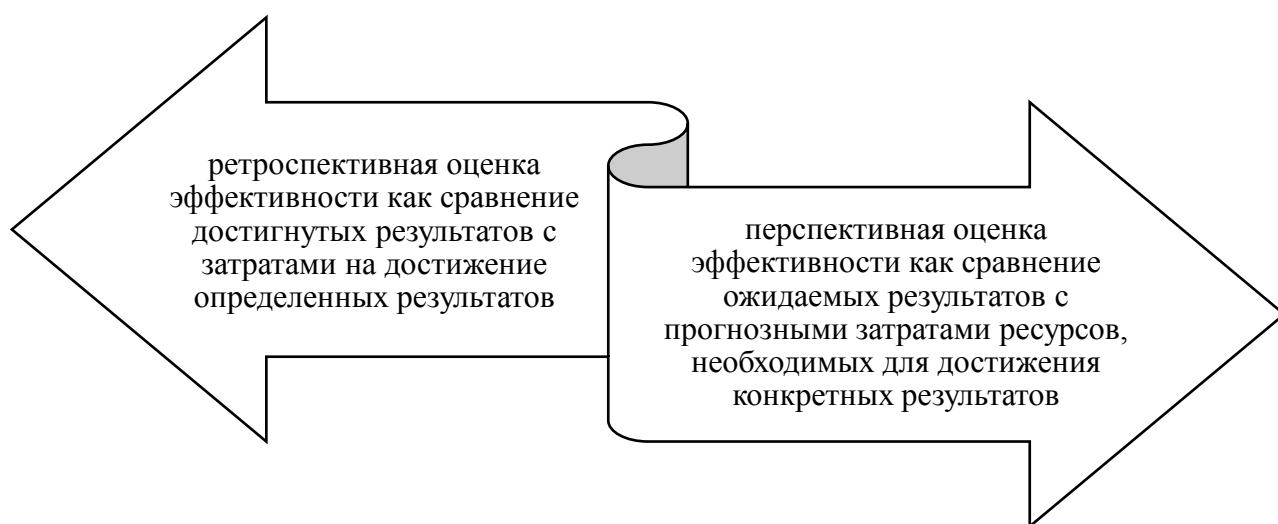 ретроспективная оценка
эффективности как сравнение
достигнутых результатов с
затратами на достижение
определенных результатов
перспективная оценка
эффективности как сравнение
ожидаемых результатов с
прогнозными затратами ресурсов,
необходимых для достижения
конкретных результатов